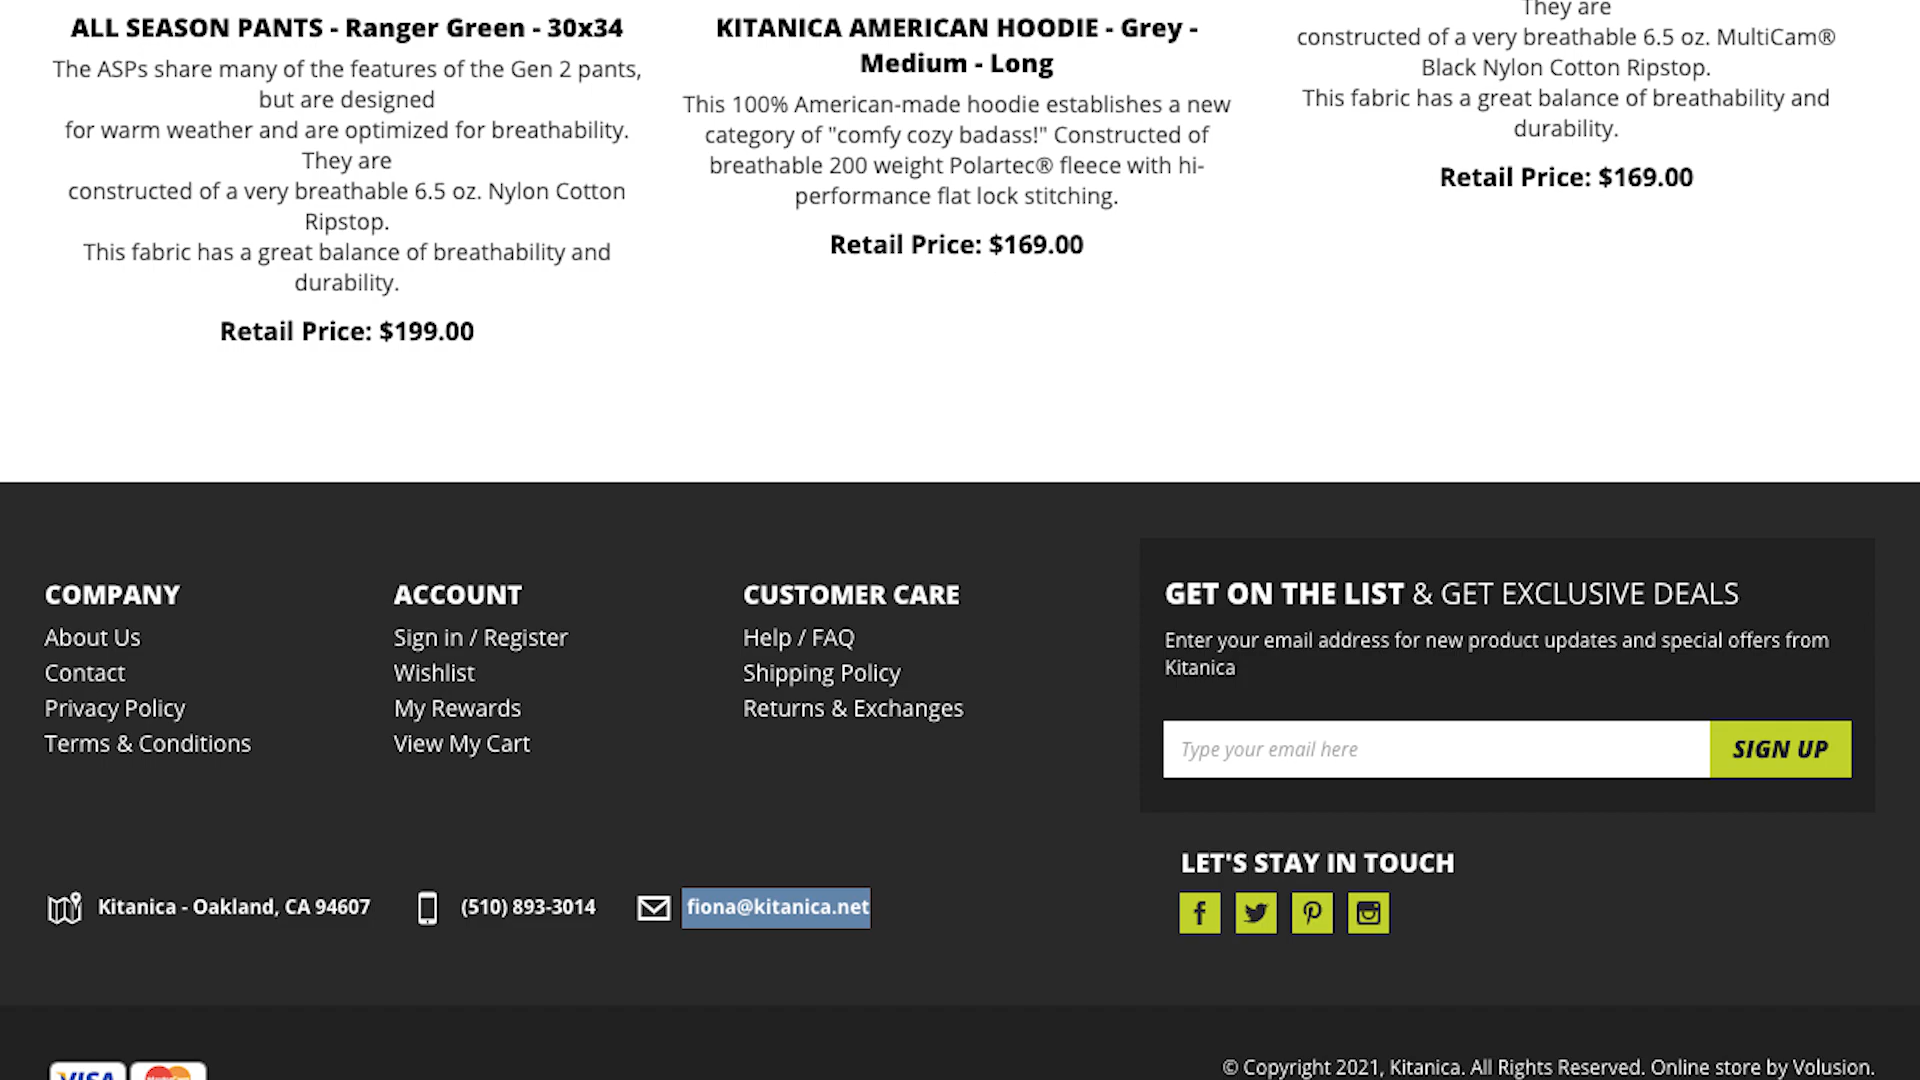 ALL SEASON PANTS - Ranger Green - 30x34
The ASPs share many of the features of the Gen 2 pants,
but are designed
for warm weather and are optimized for breathability.
They are
constructed of a very breathable 6.5 oz. Nylon Cotton
Ripstop.
This fabric has a great balance of breathability and
durability.
Retail Price: $199.00
KITANICA AMERICAN HOODIE - Grey -
Medium - Long
This 100% American-made hoodie establishes a new
category of "comfy cozy badass!" Constructed of
breathable 200 weight Polartec® fleece with hi-
performance flat lock stitching.
Retail Price: $169.00
They are
constructed of a very breathable 6.5 oz. MultiCam®
Black Nylon Cotton Ripstop.
This fabric has a great balance of breathability and
durability.
Retail Price: $169.00
COMPANY
About Us
Contact
Privacy Policy
Terms & Conditions
ACCOUNT
Sign in / Register
Wishlist
My Rewards
View My Cart
CUSTOMER CARE
Help / FAQ
Shipping Policy
Returns & Exchanges
GET ON THE LIST & GET EXCLUSIVE DEALS
Enter your email address for new product updates and special offers from
Kitanica
Type your email here
SIGN UP
Kitanica - Oakland, CA 94607
(510) 893-3014
fiona@kitanica.net
LET'S STAY IN TOUCH
VISA
MasterCard
© Copyright 2021, Kitanica. All Rights Reserved. Online store by Volusion.